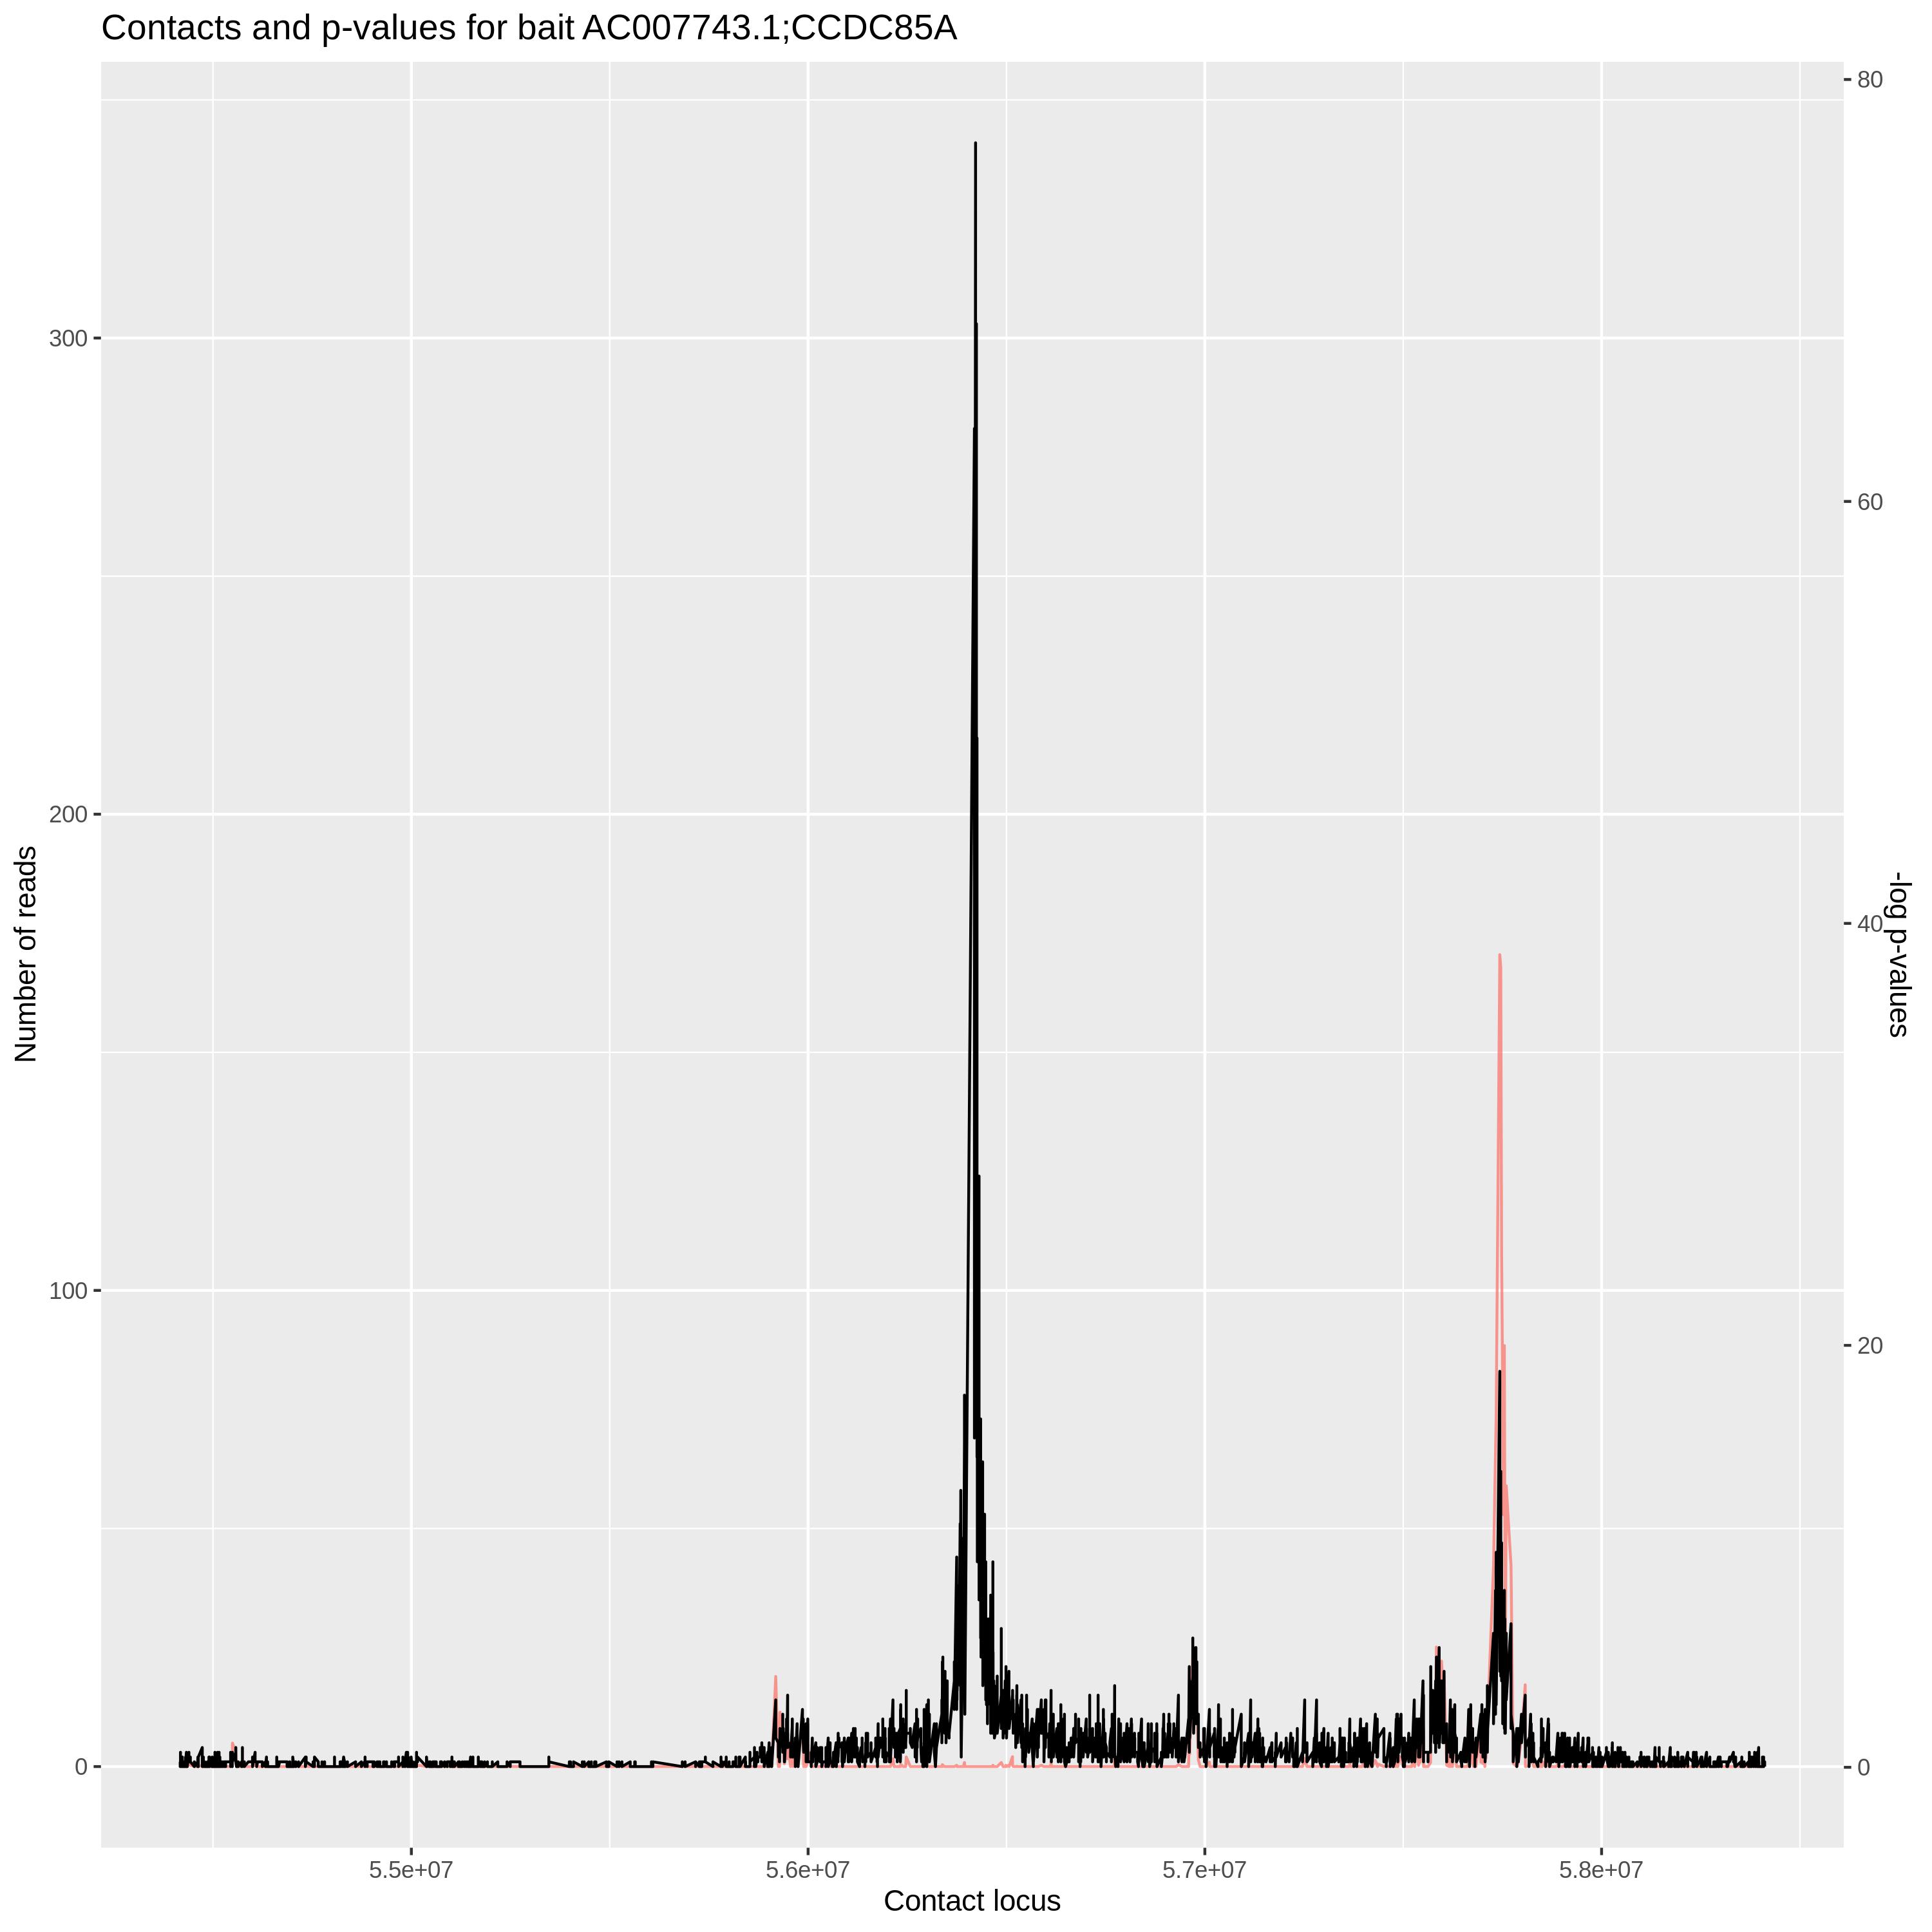 Contacts and p-values for bait AC007743.1;CCDC85A
80
300
60
200
Number of reads
-log p-values
40
100
20
0
0
5.5e+07
5.6e+07
5.7e+07
5.8e+07
Contact locus